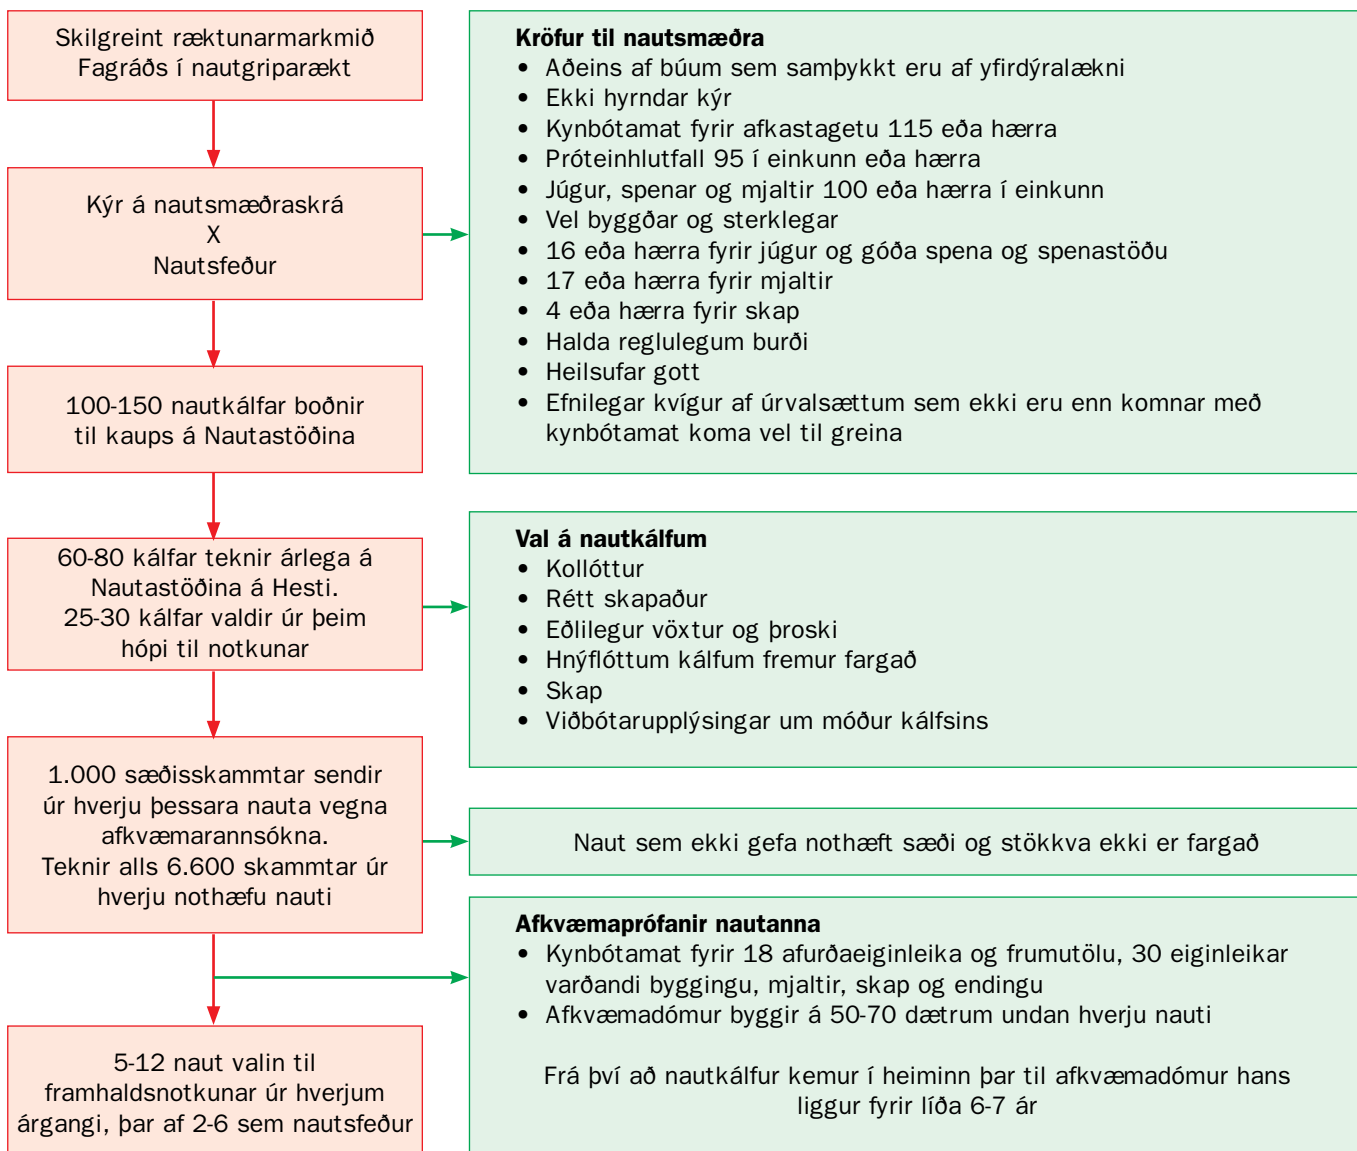 Skilgreint ræktunarmarkmið
Fagráðs í nautgriparækt
Kýr á nautsmæðraskrá
X
Nautsfeður
Kröfur til nautsmæðra
• Aðeins af búum sem samþykkt eru af yfirdýralækni
• Ekki hyrndar kýr
• Kynbótamat fyrir afkastagetu 115 eða hærra
• Próteinhlutfall 95 í einkunn eða hærra
• Júgur, spenar og mjaltir 100 eða hærra í einkunn
• Vel byggðar og sterklegar
• 16 eða hærra fyrir júgur og góða spena og spenastöðu
• 17 eða hærra fyrir mjaltir
• 4 eða hærra fyrir skap
• Halda reglulegum burði
• Heilsufar gott
• Efnilegar kvígur af úrvalsættum sem ekki eru enn komnar með
kynbótamat koma vel til greina
100-150 nautkálfar boðnir
til kaups á Nautastöðina
60-80 kálfar teknir árlega á
Nautastöðina á Hesti.
25-30 kálfar valdir úr þeim
hópi til notkunar
Val á nautkálfum
• Kollóttur
• Rétt skapaður
• Eðlilegur vöxtur og þroski
• Hnýflóttum kálfum fremur fargað
• Skap
• Viðbótarupplýsingar um móður kálfsins
1.000 sæðisskammtar sendir
úr hverju þessara nauta vegna
afkvæmarannsókna.
Teknir alls 6.600 skammtar úr
hverju nothæfu nauti
Naut sem ekki gefa nothæft sæði og stökkva ekki er fargað
Afkvæmaprófanir nautanna
• Kynbótamat fyrir 18 afurðaeiginleika og frumutölu, 30 eiginleikar
varðandi byggingu, mjaltir, skap og endingu
• Afkvæmadómur byggir á 50-70 dætrum undan hverju nauti
Frá því að nautkálfur kemur í heiminn þar til afkvæmadómur hans
liggur fyrir líða 6-7 ár
5-12 naut valin til
framhaldsnotkunar úr hverjum
árgangi, þar af 2-6 sem nautsfeður